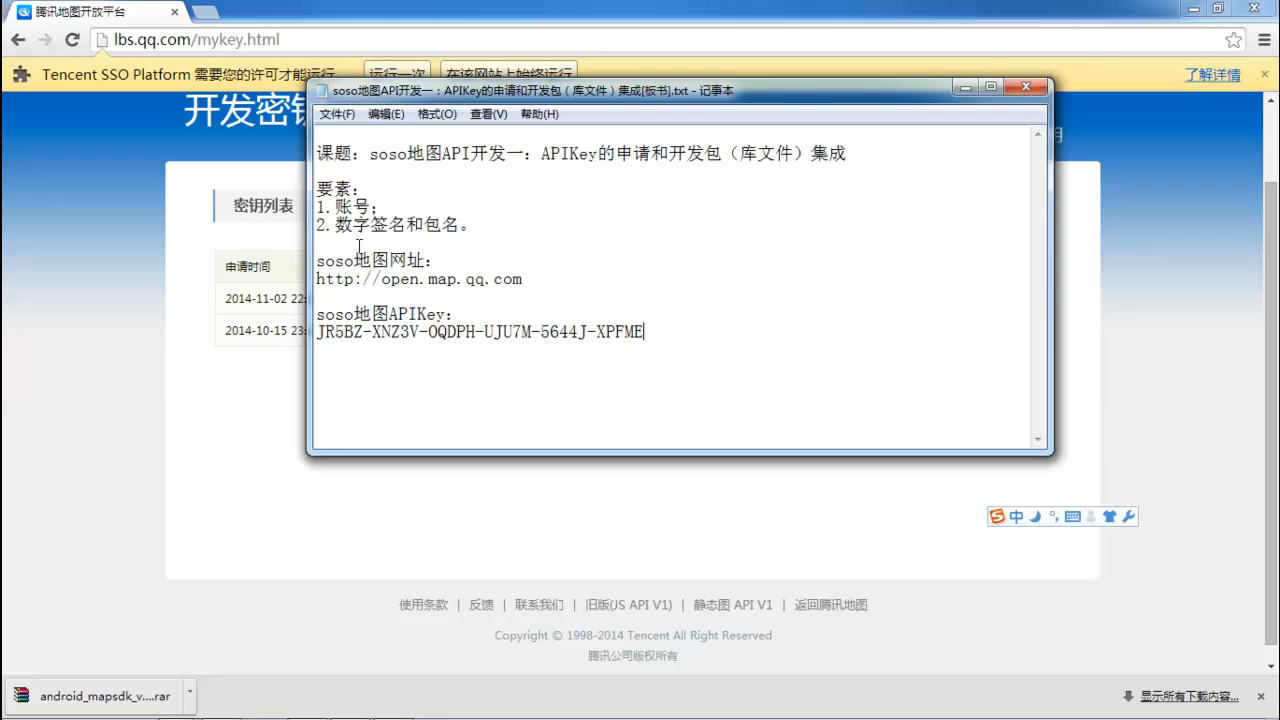 腾讯地图开放平台
lbs.qq.com/mykey.html
Tencent SSO Platform 需要您的许可才能运行
运行一次
在该网站上始终运行
了解详情
soso地图API开发一：APIKey的申请和开发包（库文件）集成[板书].txt - 记事本
文件(F) 编辑(E) 格式(O) 查看(V) 帮助(H)
课题：soso地图API开发一：APIKey的申请和开发包（库文件）集成
要素：
1.账号；
2.数字签名和包名。
soso地图网址：
http://open.map.qq.com
soso地图APIKey：
JR5BZ-XNZ3V-OQDPH-UJU7M-5644J-XPFME
开发密
密钥列表
申请时间
2014-11-02 22:
2014-10-15 23:
中
使用条款 | 反馈 | 联系我们 | 旧版(JS API V1) | 静态图 API V1 | 返回腾讯地图
Copyright © 1998-2014 Tencent All Right Reserved
腾讯公司版权所有
android_mapsdk_v....rar
显示所有下载内容...